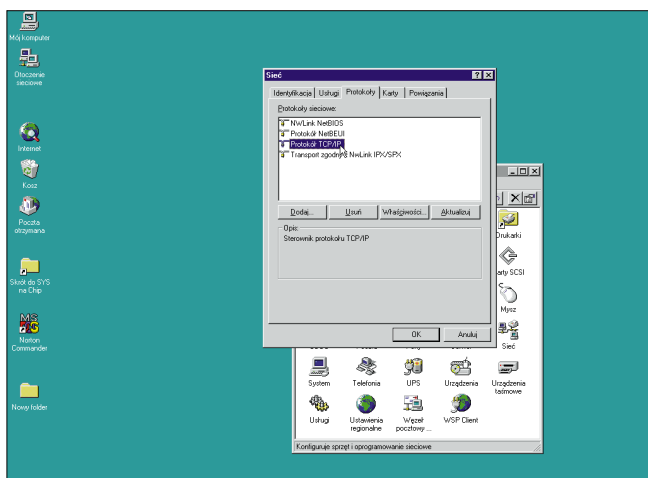 Mój komputer
Otoczenie
sieciowe
Internet
Kosz
Poczta
otrzymana
Skrót do SYS
na Chip
Norton
Commander
Nowy folder
Sieć
Identyfikacja Usługi Protokoły Karty Powiązania
Protokoły sieciowe:
NWLink NetBIOS
Protokół NetBEUI
Protokół TCP/IP
Transport zgodny z NwLink IPX/SPX
Dodaj... Usuń Właściwości... Aktualizuj
Opis:
Sterownik protokołu TCP/IP
OK Anuluj
Drukarki
arty SCSI
Mysz
Sieć
System Telefonia UPS Urządzenia Urządzenia
taśmowe
Usługi Ustawienia Węzeł WSP Client
regionalne pocztowy ...
Konfiguruje sprzęt i oprogramowanie sieciowe